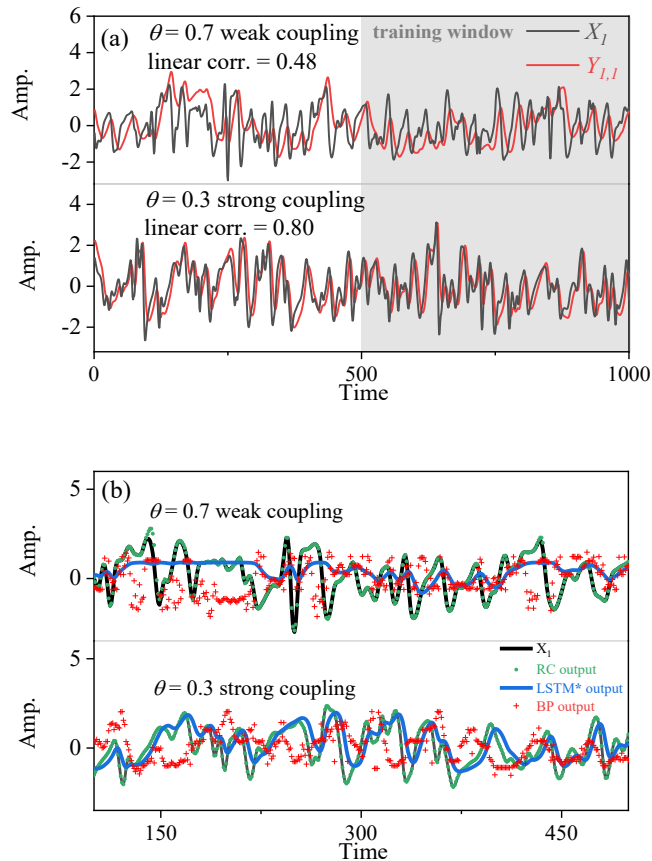 (a)
θ = 0.7 weak coupling
linear corr. = 0.48
training window
X1
Y1,1
Amp.
6
4
2
0
-2
θ = 0.3 strong coupling
linear corr. = 0.80
Amp.
4
2
0
-2
0
500
1000
Time
(b)
θ = 0.7 weak coupling
Amp.
5
0
5
X1
RC output
LSTM* output
BP output
θ = 0.3 strong coupling
Amp.
0
150
300
450
Time